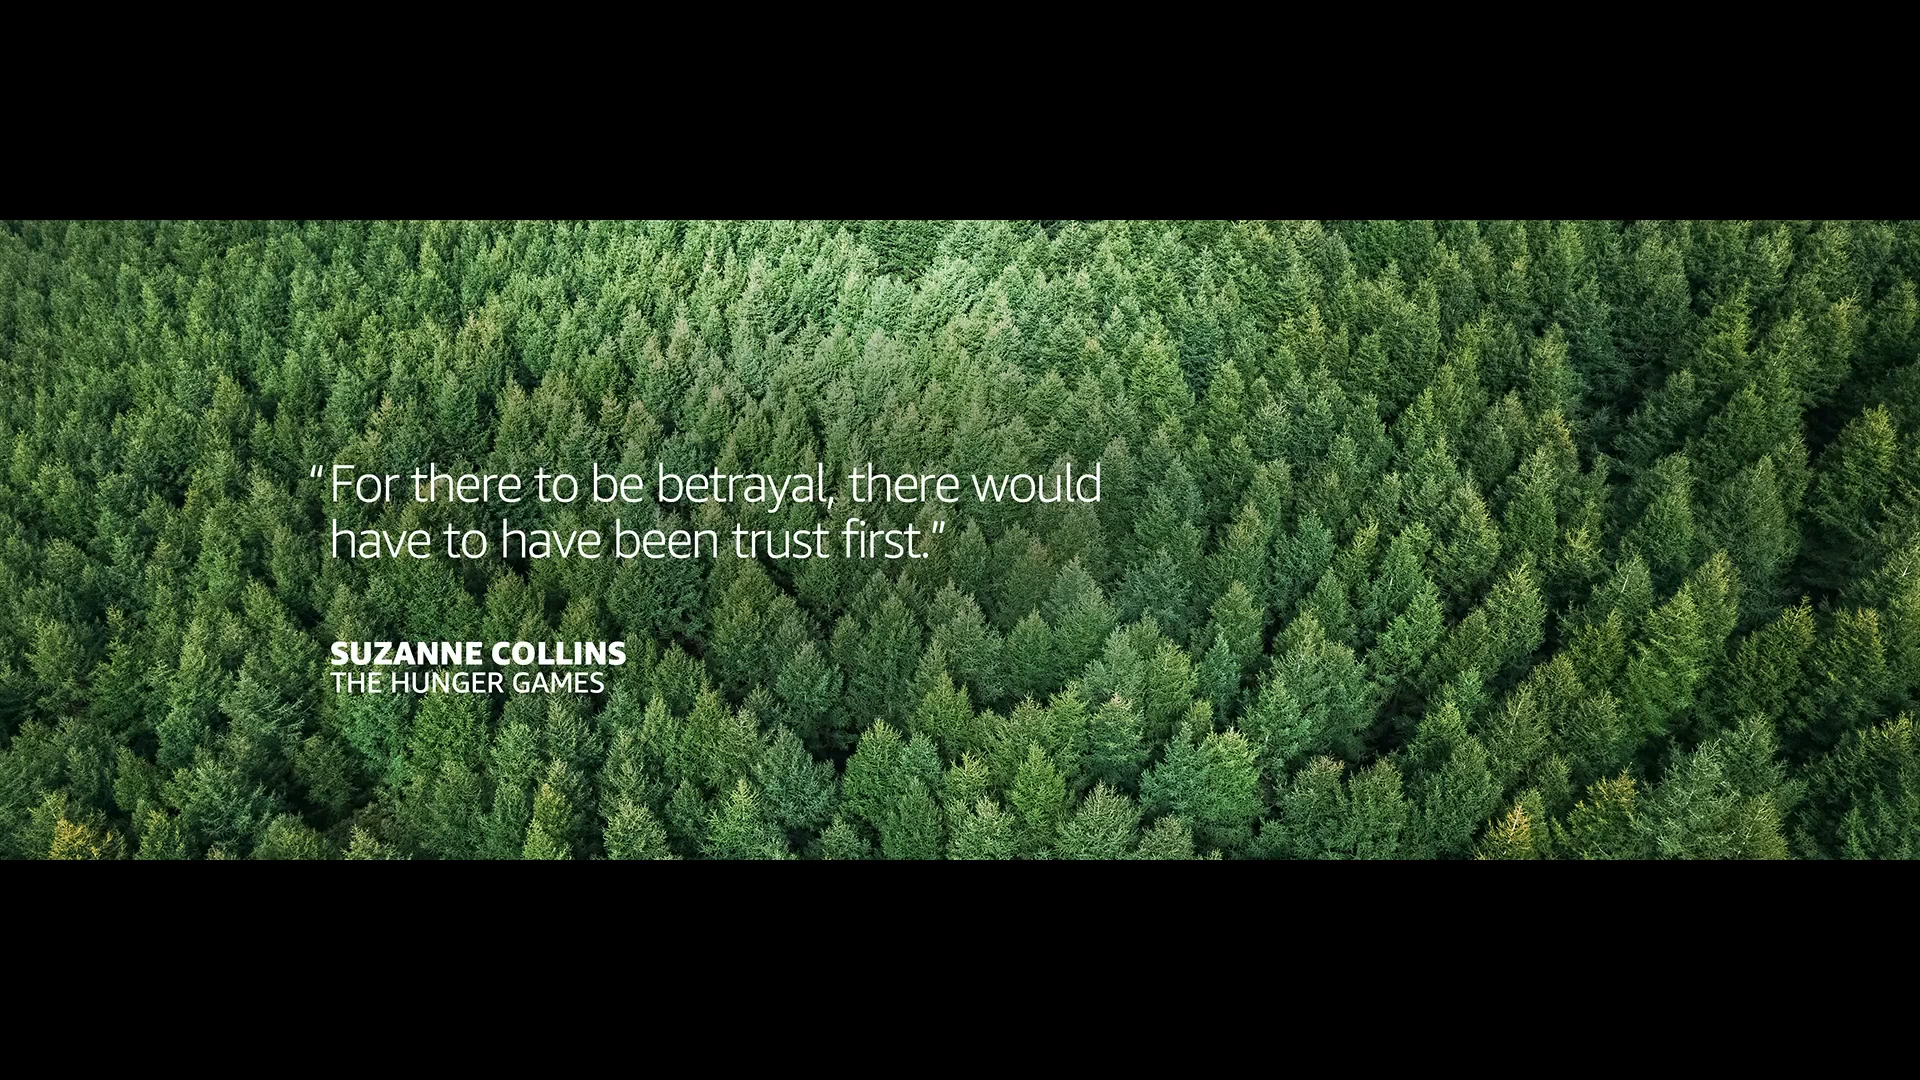 “For there to be betrayal, there would
have to have been trust first.”
SUZANNE COLLINS
THE HUNGER GAMES